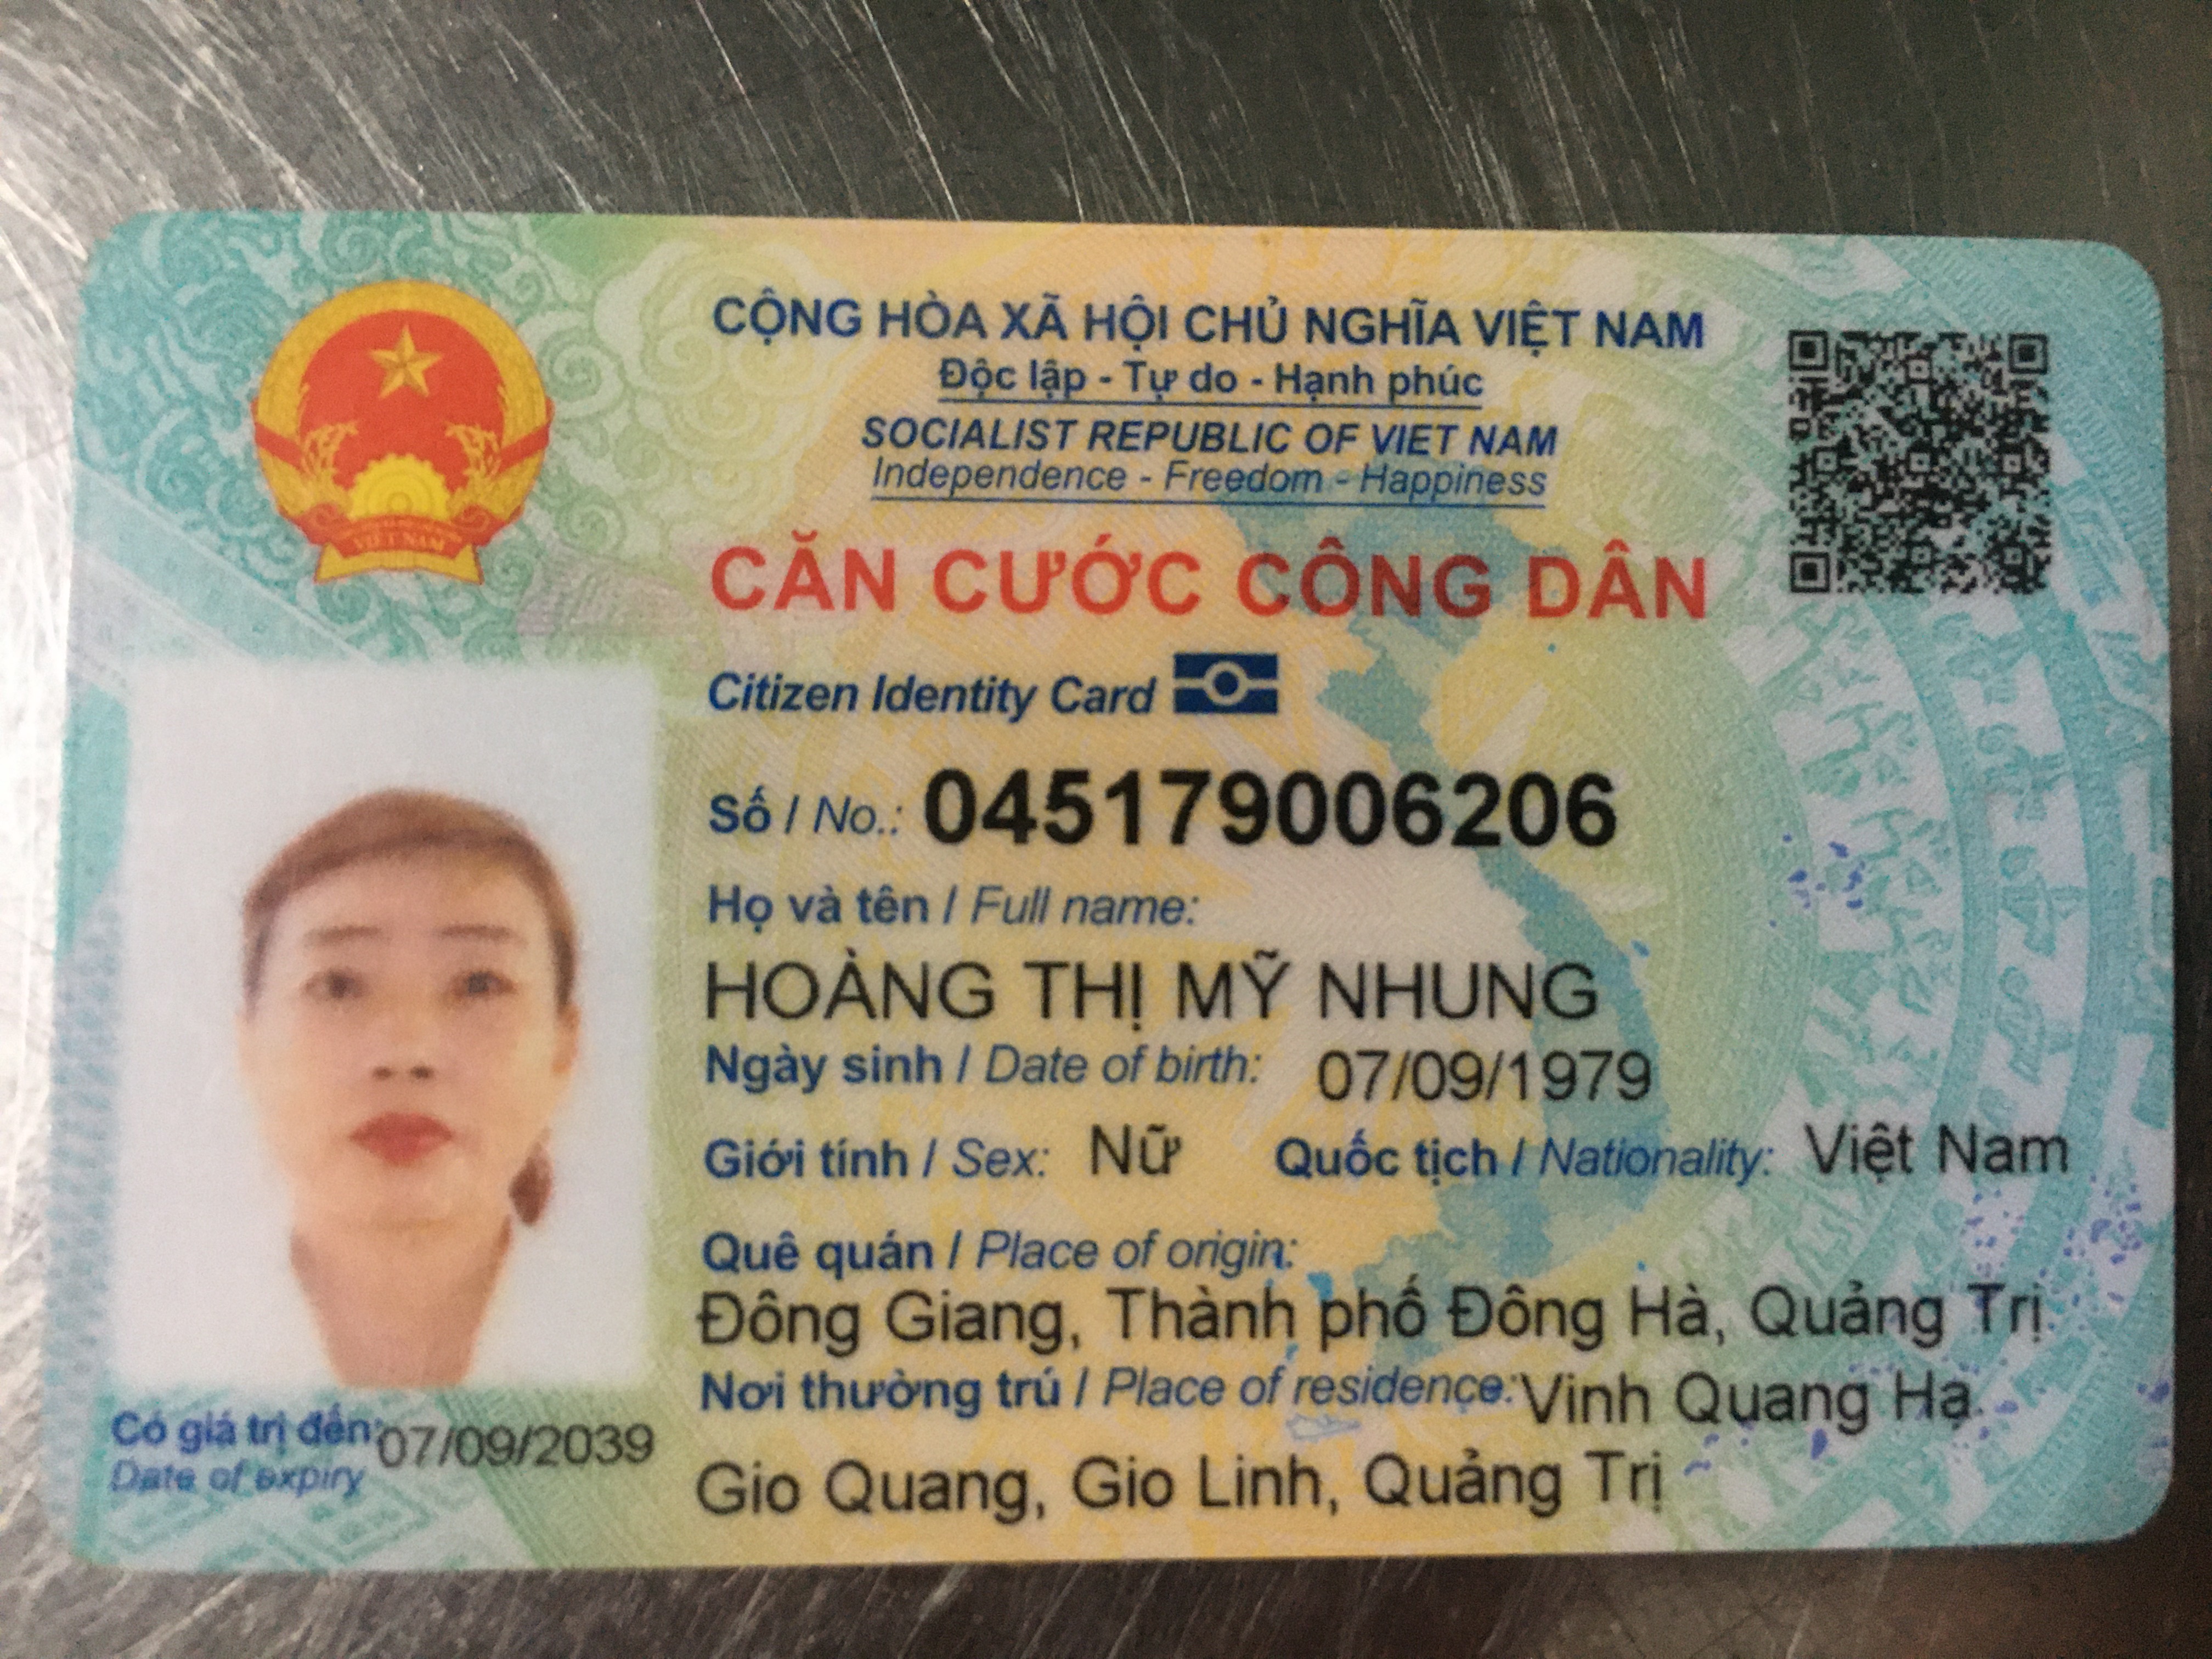 CỘNG HÒA XÃ HỘI CHỦ NGHĨA VIỆT NAM
Độc lập - Tự do - Hạnh phúc
SOCIALIST REPUBLIC OF VIET NAM
Independence - Freedom - Happiness
VIỆT NAM
CĂN CƯỚC CÔNG DÂN
Citizen Identity Card
Số / No.: 045179006206
Họ và tên / Full name:
HOÀNG THỊ MỸ NHUNG
Ngày sinh / Date of birth: 07/09/1979
Giới tính / Sex: Nữ Quốc tịch / Nationality: Việt Nam
Quê quán / Place of origin:
Đông Giang, Thành phố Đông Hà, Quảng Trị
Nơi thường trú / Place of residence: Vinh Quang Hạ
Gio Quang, Gio Linh, Quảng Trị
Có giá trị đến: 07/09/2039
Date of expiry